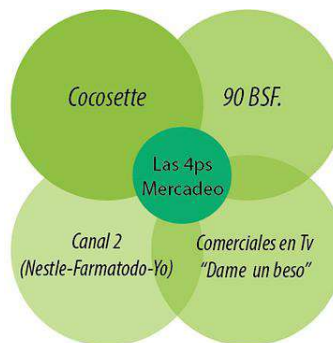 Cocosette
90 BSF.
Las 4ps
Mercadeo
Canal 2
(Nestle-Farmatodo-Yo)
Comerciales en Tv
"Dame un beso"